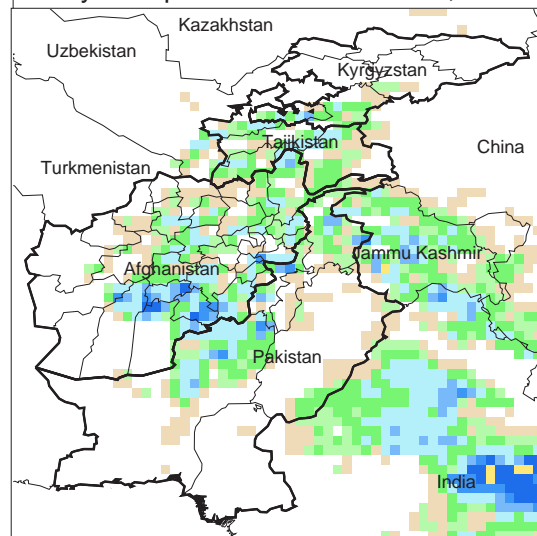 Kazakhstan
Uzbekistan
Kyrgyzstan
Tajikistan
China
Turkmenistan
Jammu Kashmir
Afghanistan
Pakistan
India